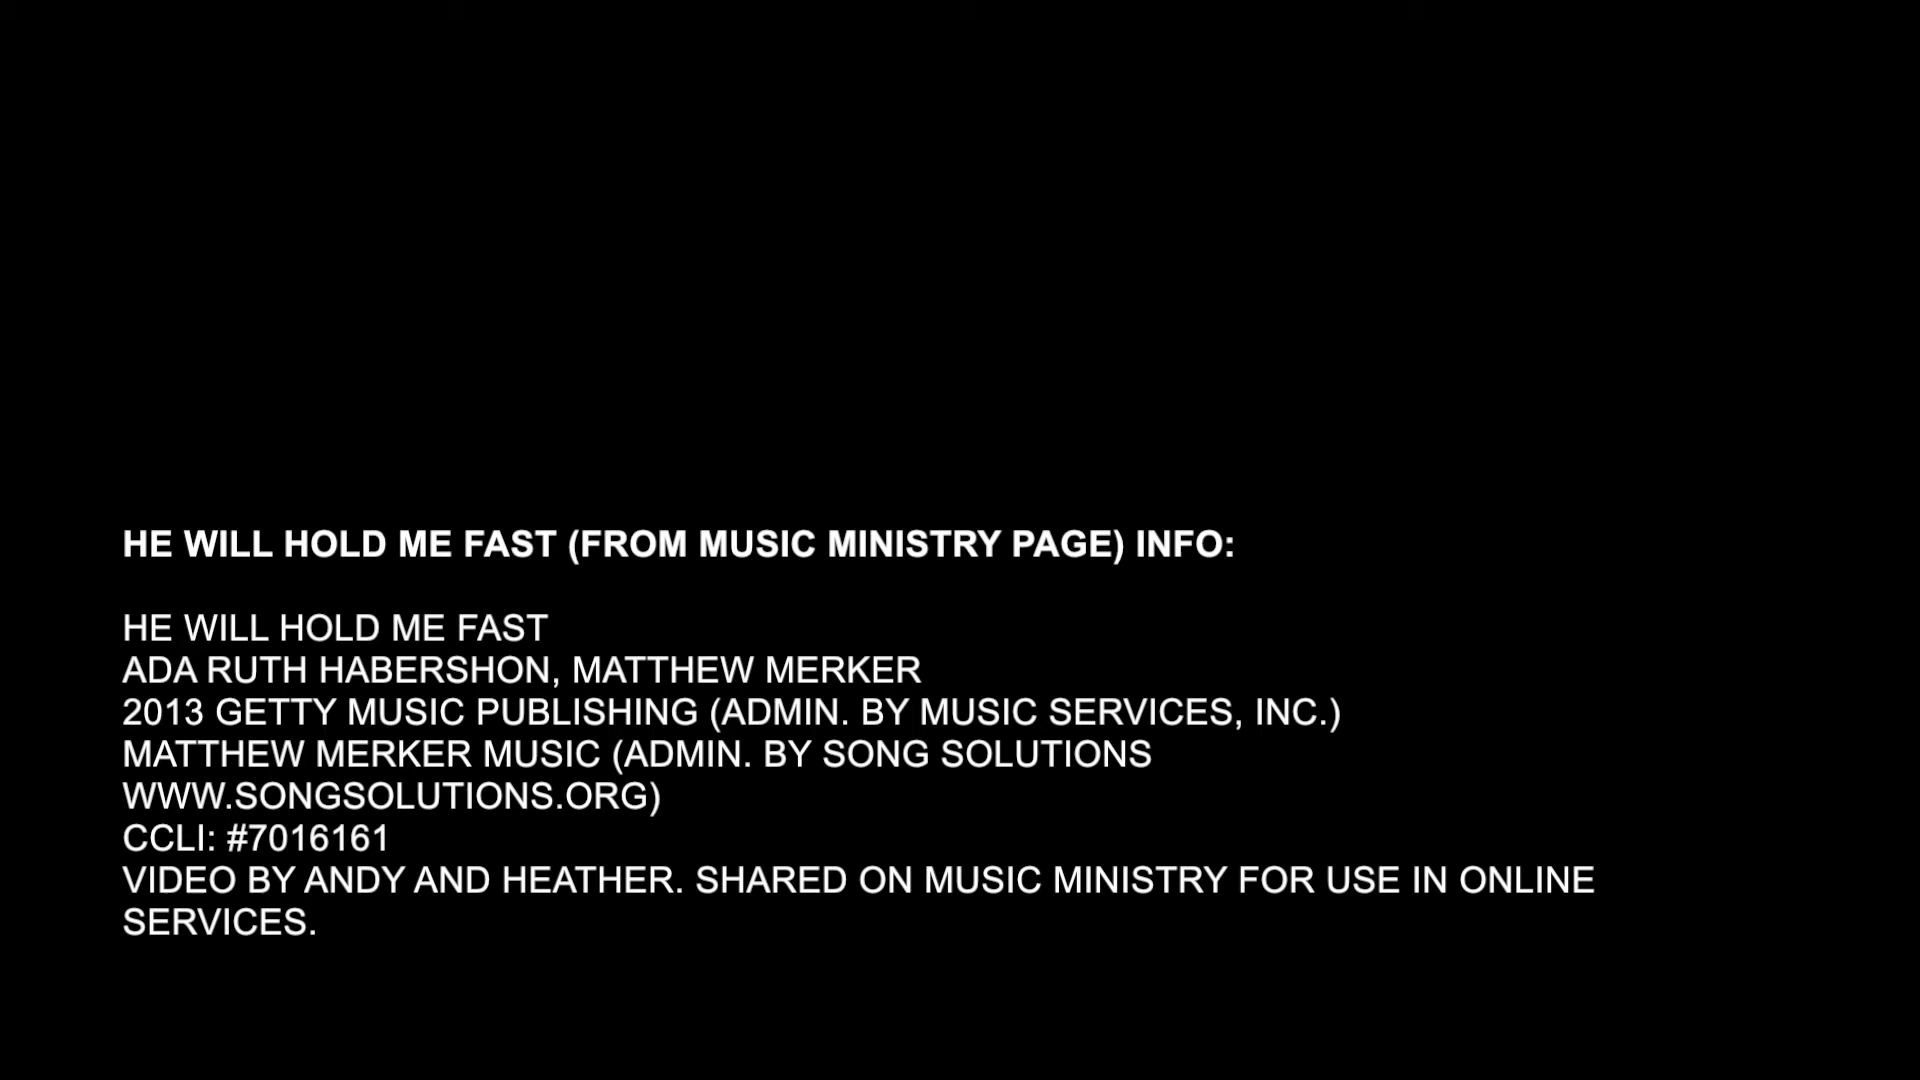 HE WILL HOLD ME FAST (FROM MUSIC MINISTRY PAGE) INFO:
HE WILL HOLD ME FAST
ADA RUTH HABERSHON, MATTHEW MERKER
2013 GETTY MUSIC PUBLISHING (ADMIN. BY MUSIC SERVICES, INC.)
MATTHEW MERKER MUSIC (ADMIN. BY SONG SOLUTIONS
WWW.SONGSOLUTIONS.ORG)
CCLI: #7016161
VIDEO BY ANDY AND HEATHER. SHARED ON MUSIC MINISTRY FOR USE IN ONLINE
SERVICES.